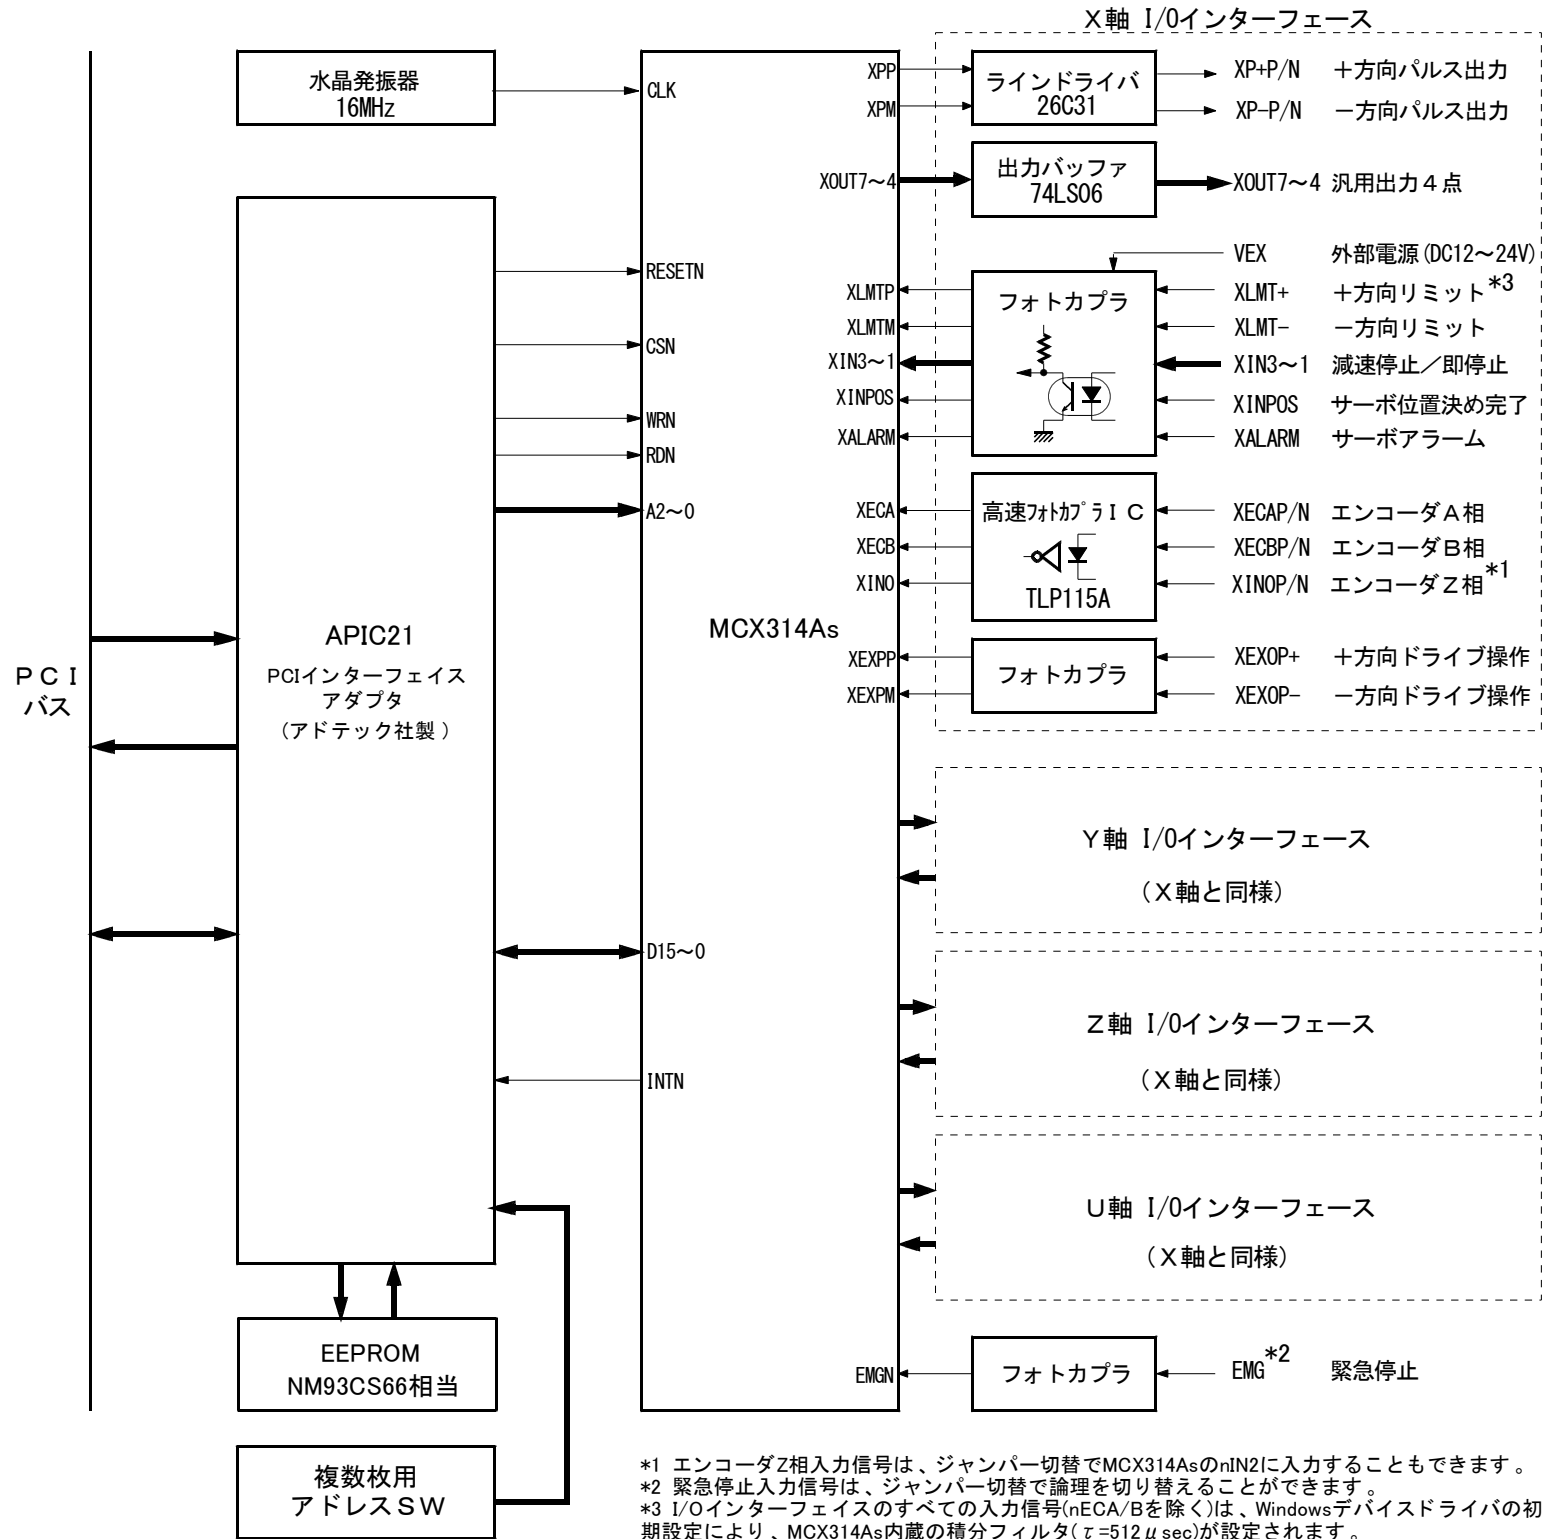 X軸 I/Oインターフェース
水晶発振器
16MHz
CLK
XPP
XPM
ラインドライバ
26C31
XP+P/N ＋方向パルス出力
XP-P/N －方向パルス出力
XOUT7～4
出力バッファ
74LS06
XOUT7～4 汎用出力４点
VEX 外部電源(DC12～24V)
RESETN
CSN
WRN
RDN
A2～0
XLMTP
XLMTM
XIN3～1
XINPOS
XALARM
フォトカプラ
XLMT+ ＋方向リミット*3
XLMT- －方向リミット
XIN3～1 減速停止／即停止
XINPOS サーボ位置決め完了
XALARM サーボアラーム
XECA
XECB
XINO
高速ﾌｫﾄｶﾌﾟﾗＩＣ
TLP115A
XECAP/N エンコーダＡ相
XECBP/N エンコーダＢ相
XINOP/N エンコーダＺ相*1
MCX314As
XEXPP
XEXPM
フォトカプラ
XEXOP+ ＋方向ドライブ操作
XEXOP- －方向ドライブ操作
ＰＣＩ
バス
APIC21
PCIインターフェイス
アダプタ
（アドテック社製）
Y軸 I/Oインターフェース
（X軸と同様）
D15～0
Z軸 I/Oインターフェース
（X軸と同様）
INTN
U軸 I/Oインターフェース
（X軸と同様）
EEPROM
NM93CS66相当
EMGN
フォトカプラ
EMG*2 緊急停止
複数枚用
アドレスＳＷ
*1 エンコーダZ相入力信号は、ジャンパー切替でMCX314AsのnIN2に入力することもできます。
*2 緊急停止入力信号は、ジャンパー切替で論理を切り替えることができます。
*3 I/Oインターフェイスのすべての入力信号(nECA/Bを除く)は、Windowsデバイスドライバの初
期設定により、MCX314As内蔵の積分フィルタ(τ=512μsec)が設定されます。